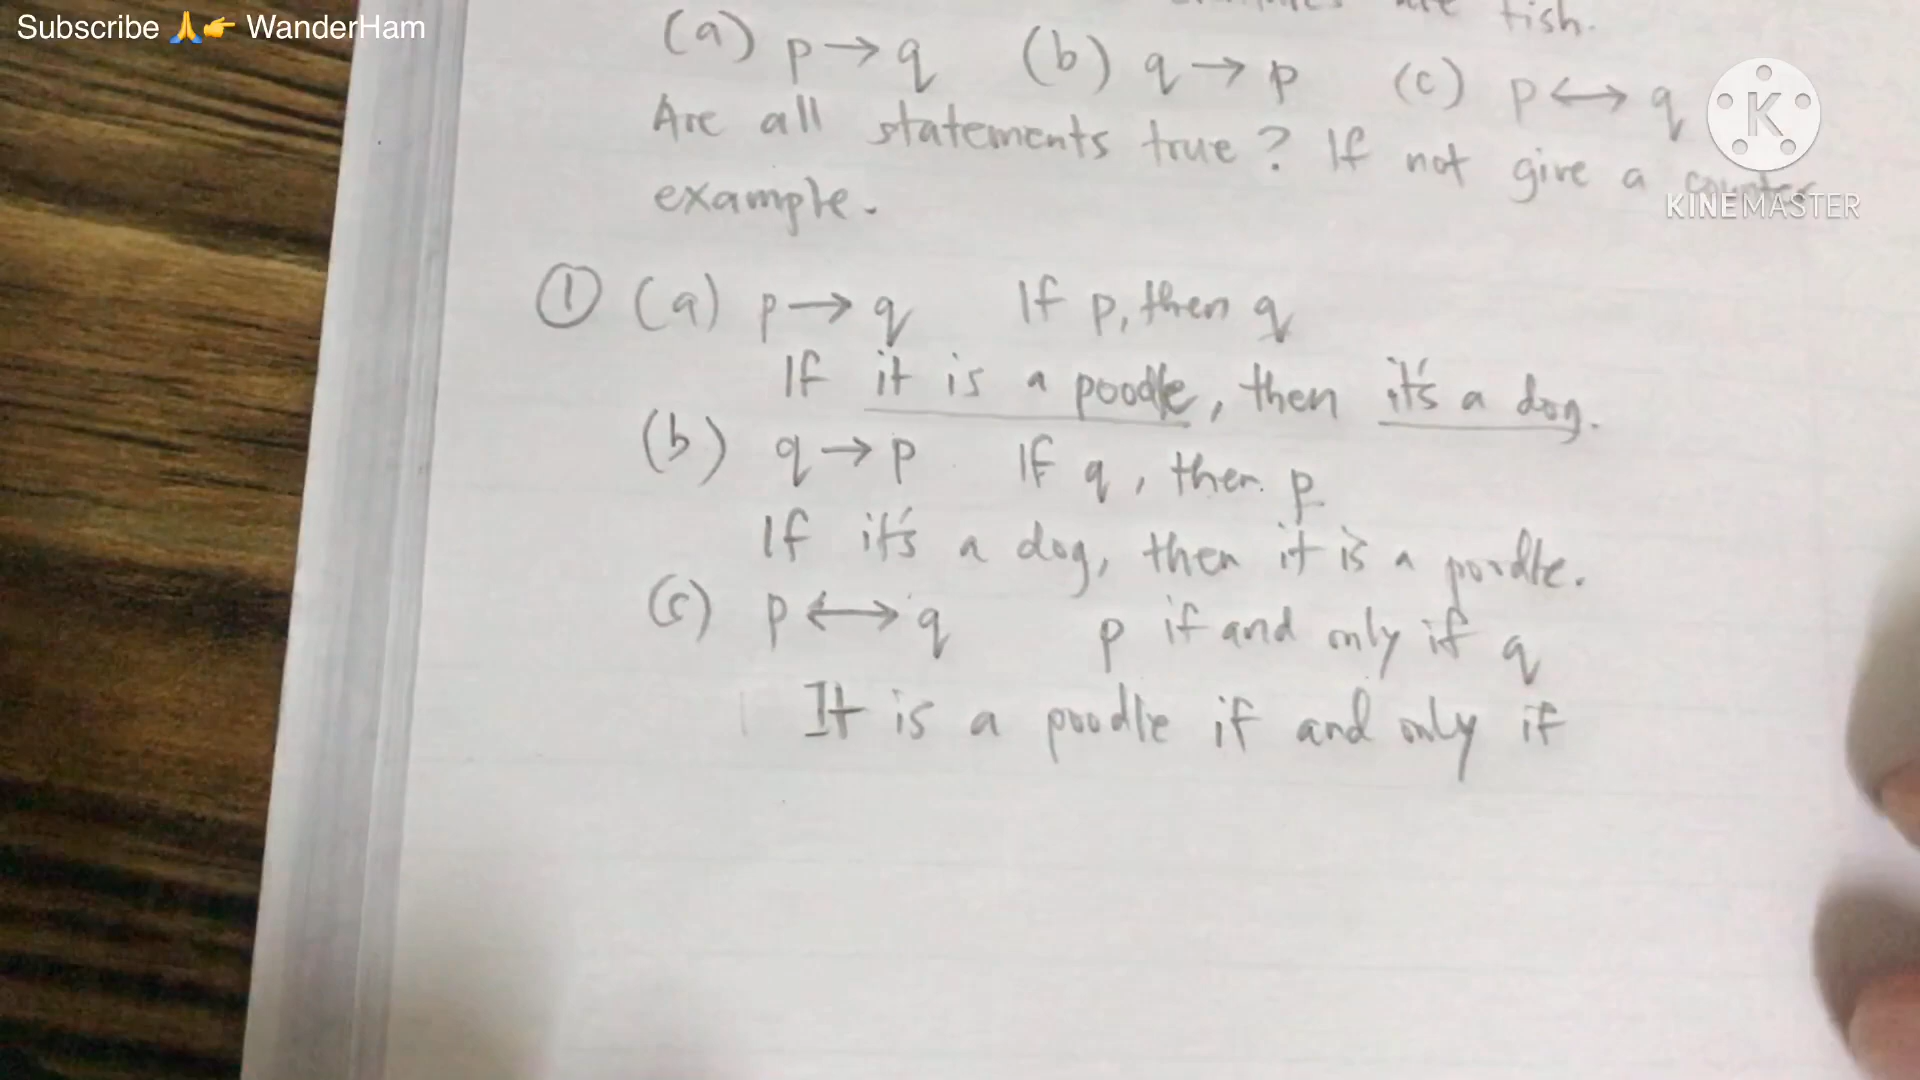 Subscribe 🙏👉 WanderHam
are fish.
(a) p → q (b) q → p (c) p ↔ q
Are all statements true? If not give a counter
example.
KINEMASTER
① (a) p → q If p, then q
If it is a poodle, then it's a dog.
(b) q → p If q, then p
If it's a dog, then it is a poodle.
(c) p ↔ q p if and only if q
It is a poodle if and only if